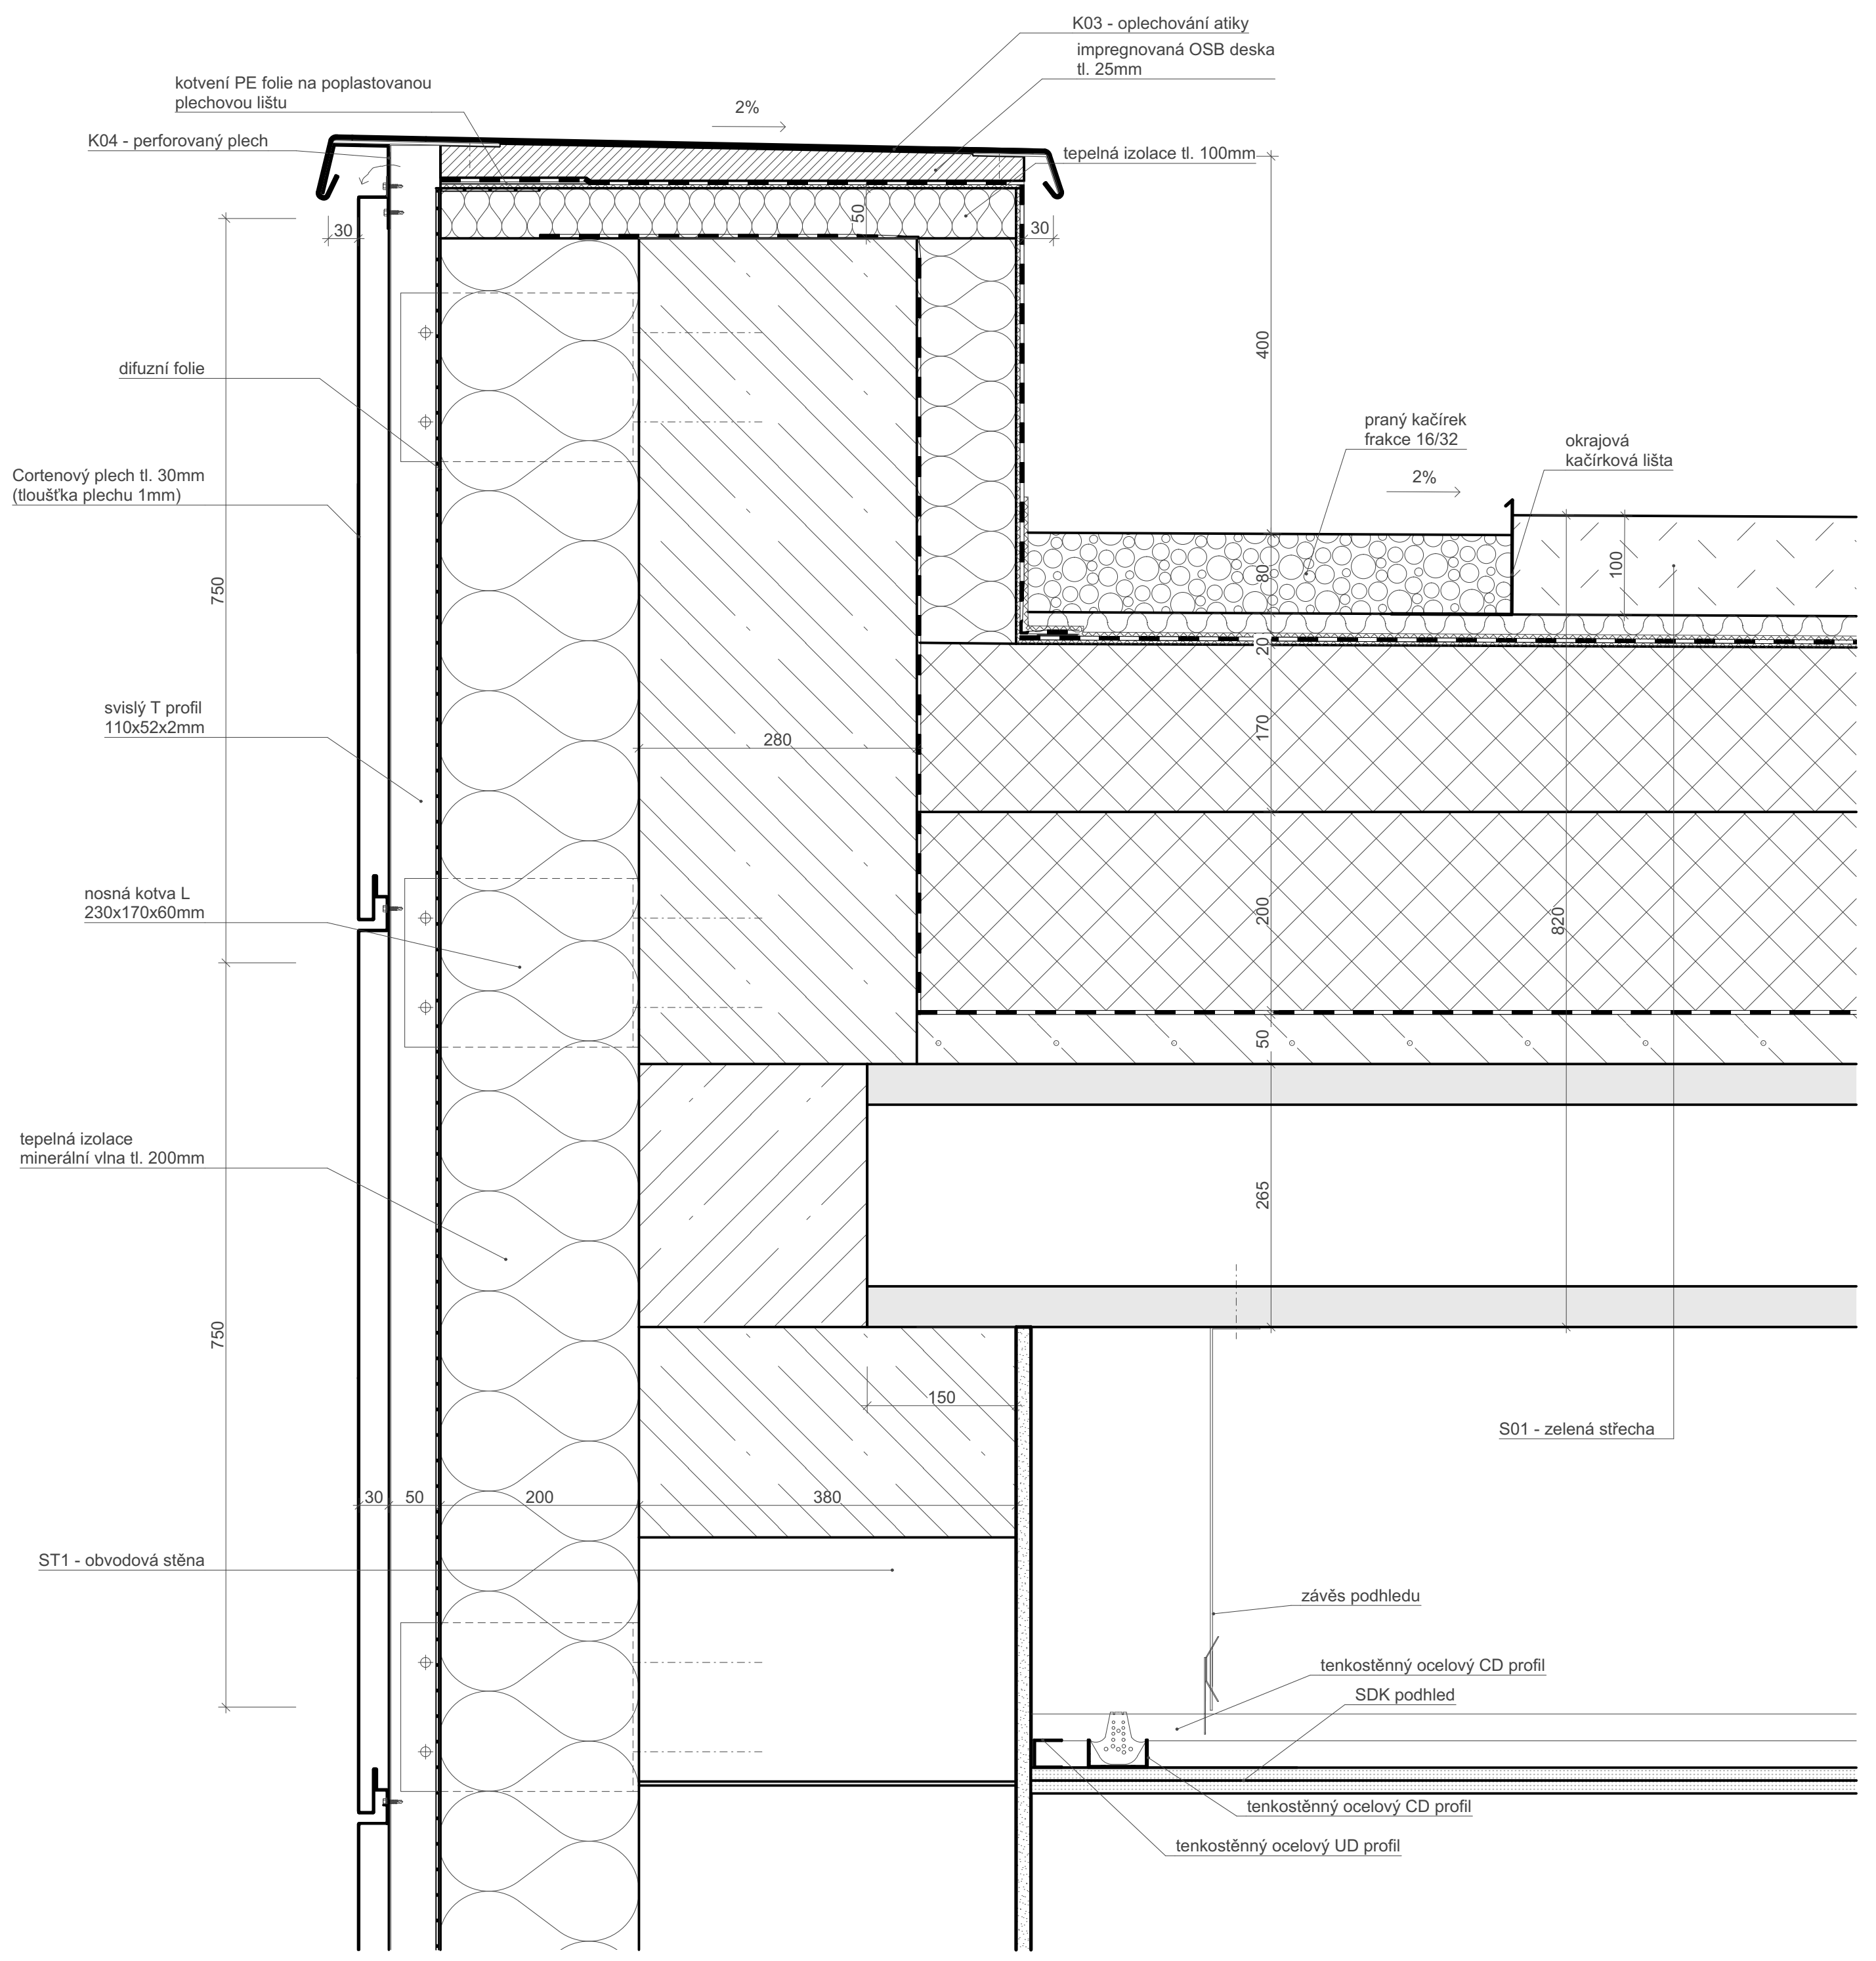 K03 - oplechování atiky
impregnovaná OSB deska
tl. 25mm
kotvení PE folie na poplastovanou
plechovou lištu
2%
K04 - perforovaný plech
tepelná izolace tl. 100mm
30
50
30
400
difuzní folie
praný kačírek
frakce 16/32
okrajová
kačírková lišta
2%
Cortenový plech tl. 30mm
(tloušťka plechu 1mm)
750
80
100
20
svislý T profil
110x52x2mm
280
170
nosná kotva L
230x170x60mm
200
820
50
tepelná izolace
minerální vlna tl. 200mm
265
750
150
S01 - zelená střecha
30
50
200
380
ST1 - obvodová stěna
závěs podhledu
tenkostěnný ocelový CD profil
SDK podhled
tenkostěnný ocelový CD profil
tenkostěnný ocelový UD profil